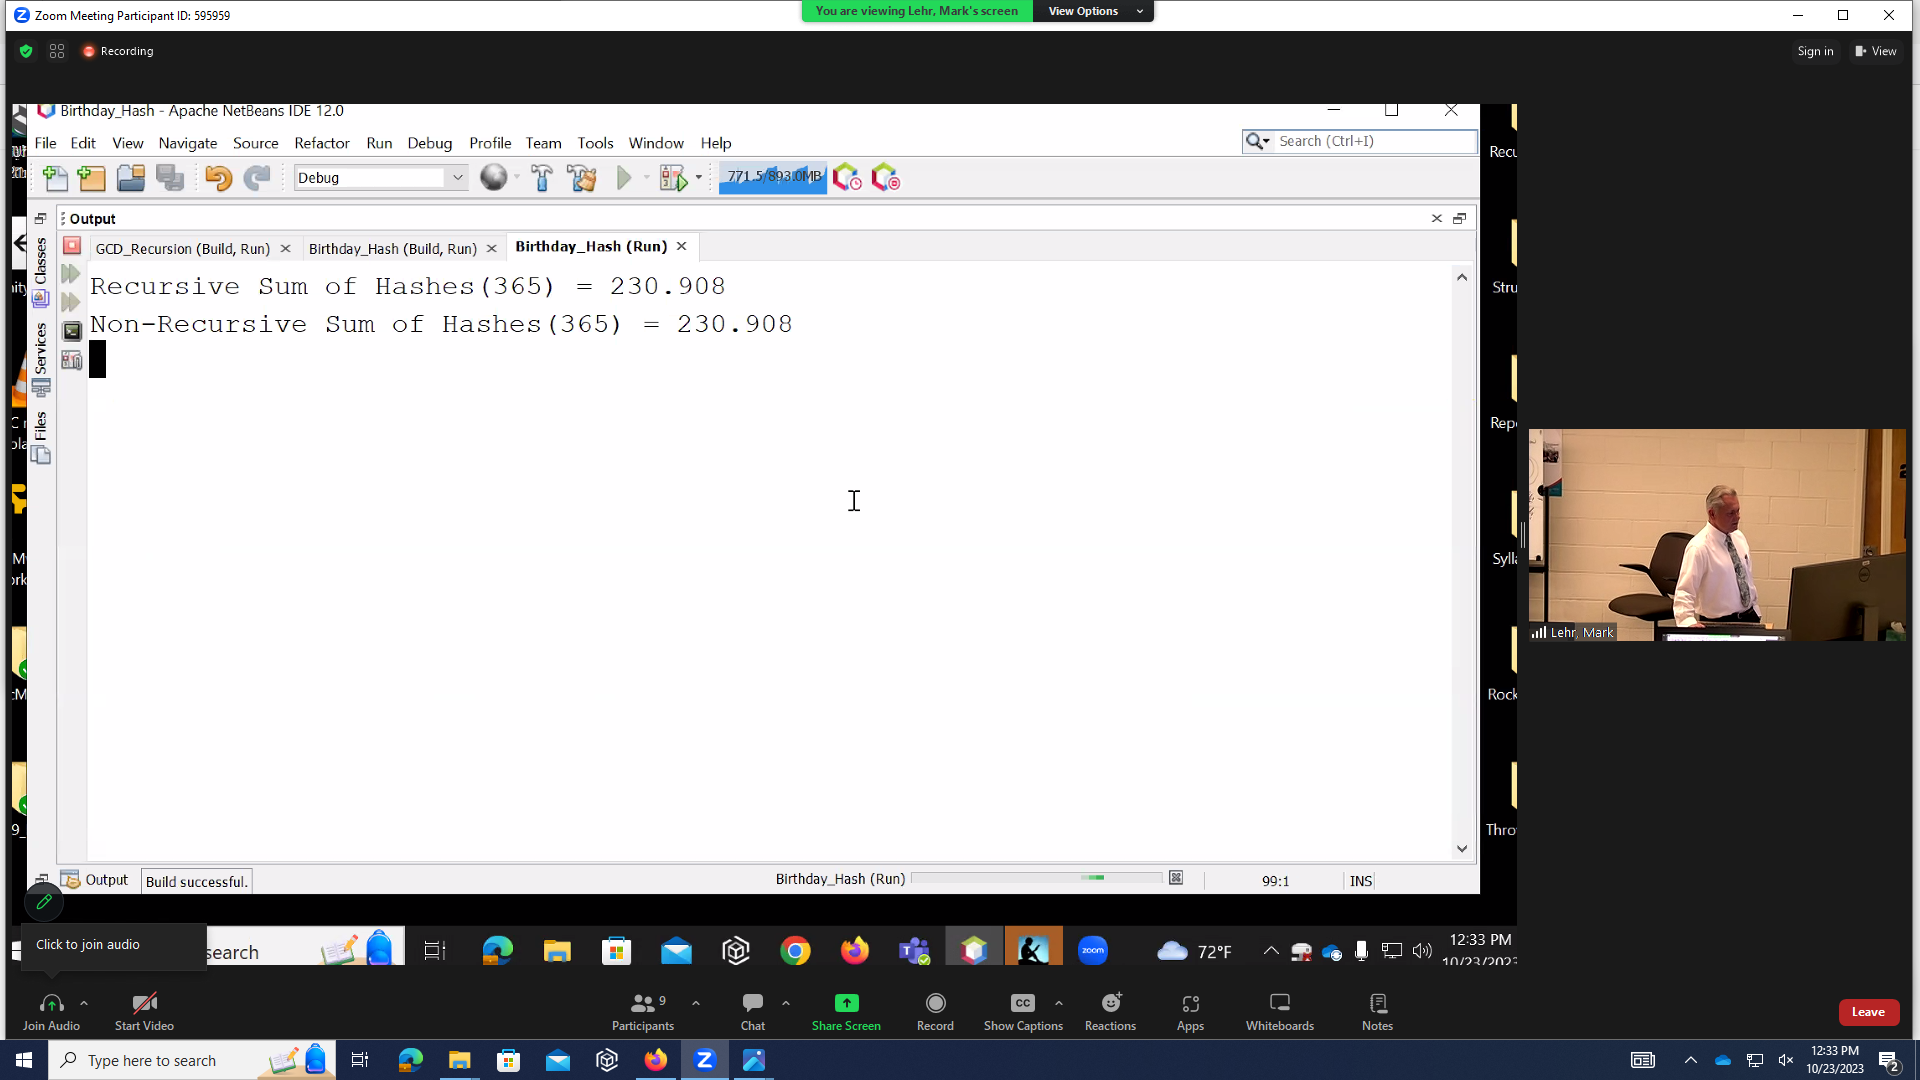 Zoom Meeting Participant ID: 595959
You are viewing Lehr, Mark's screen
View Options
Recording
Sign in
View
Birthday_Hash - Apache NetBeans IDE 12.0
File Edit View Navigate Source Refactor Run Debug Profile Team Tools Window Help
Search (Ctrl+I)
Debug
771.5/893.0MB
Output
GCD_Recursion (Build, Run)
Birthday_Hash (Build, Run)
Birthday_Hash (Run)
Recursive Sum of Hashes(365) = 230.908
Non-Recursive Sum of Hashes(365) = 230.908
Classes
Services
Files
Recu
Stru
Repo
Sylla
Rock
Throw
Lehr, Mark
Output
Build successful.
Birthday_Hash (Run)
99:1
INS
Click to join audio
search
zoom
72°F
12:33 PM
10/23/2023
Join Audio
Start Video
Participants
9
Chat
Share Screen
Record
CC
Show Captions
Reactions
Apps
Whiteboards
Notes
Leave
Type here to search
12:33 PM
10/23/2023
2